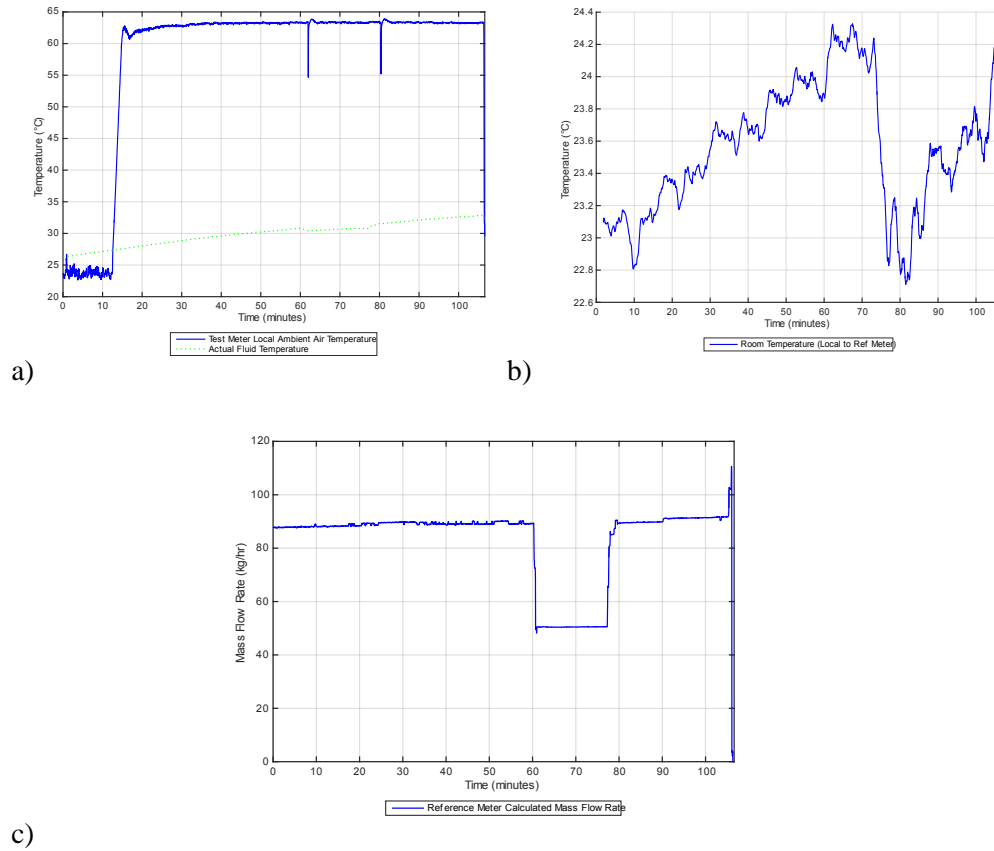 65
60
55
50
45
40
35
30
25
20
Temperature (°C)
0 10 20 30 40 50 60 70 80 90 100
Time (minutes)
Test Meter Local Ambient Air Temperature
Actual Fluid Temperature
a)
24.4
24.2
24
23.8
23.6
23.4
23.2
23
22.8
22.6
Temperature (°C)
0 10 20 30 40 50 60 70 80 90 100
Time (minutes)
Room Temperature (Local to Ref Meter)
b)
120
100
80
60
40
20
0
Mass Flow Rate (kg/hr)
0 10 20 30 40 50 60 70 80 90 100
Time (minutes)
Reference Meter Calculated Mass Flow Rate
c)